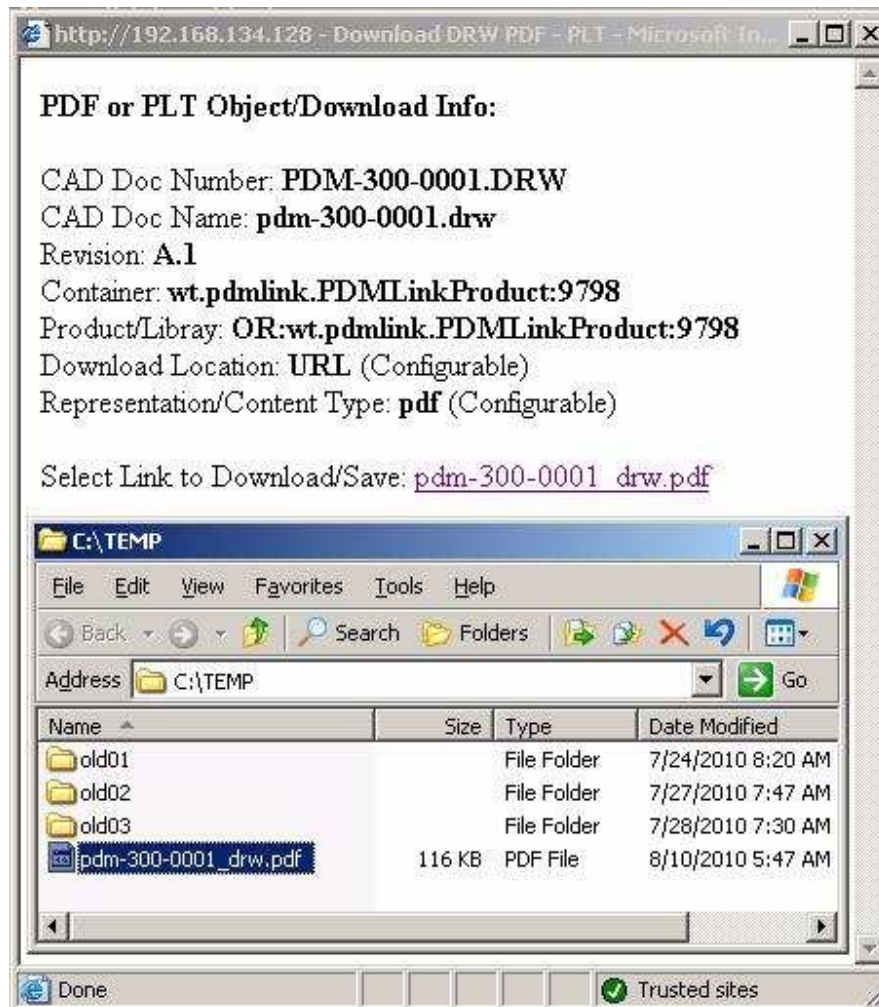 http://192.168.134.128 - Download DRW PDF - PLT - Microsoft In...
PDF or PLT Object/Download Info:
CAD Doc Number: PDM-300-0001.DRW
CAD Doc Name: pdm-300-0001.drw
Revision: A.1
Container: wt.pdmlink.PDMLinkProduct:9798
Product/Libray: OR:wt.pdmlink.PDMLinkProduct:9798
Download Location: URL (Configurable)
Representation/Content Type: pdf (Configurable)
Select Link to Download/Save: pdm-300-0001_drw.pdf
C:\TEMP
File Edit View Favorites Tools Help
Back Search Folders
Address C:\TEMP Go
Name Size Type Date Modified
old01 File Folder 7/24/2010 8:20 AM
old02 File Folder 7/27/2010 7:47 AM
old03 File Folder 7/28/2010 7:30 AM
pdm-300-0001_drw.pdf 116 KB PDF File 8/10/2010 5:47 AM
Done Trusted sites